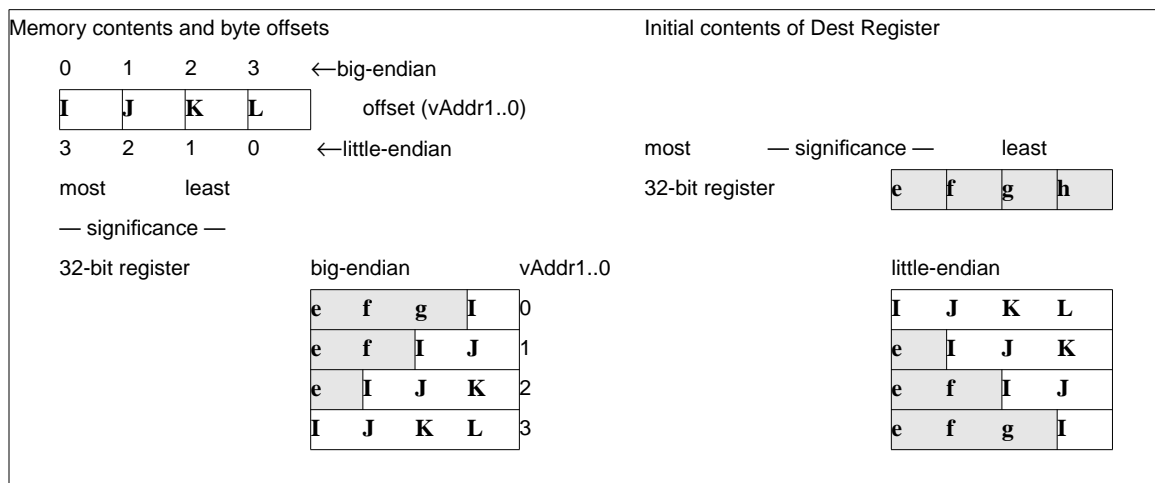 Memory contents and byte offsets Initial contents of Dest Register
0 1 2 3 ←big-endian
I J K L offset (vAddr1..0)
3 2 1 0 ←little-endian most — significance — least
most least 32-bit register e f g h
— significance —
32-bit register big-endian vAddr1..0 little-endian
e f g I 0 I J K L
e f I J 1 e I J K
e I J K 2 e f I J
I J K L 3 e f g I